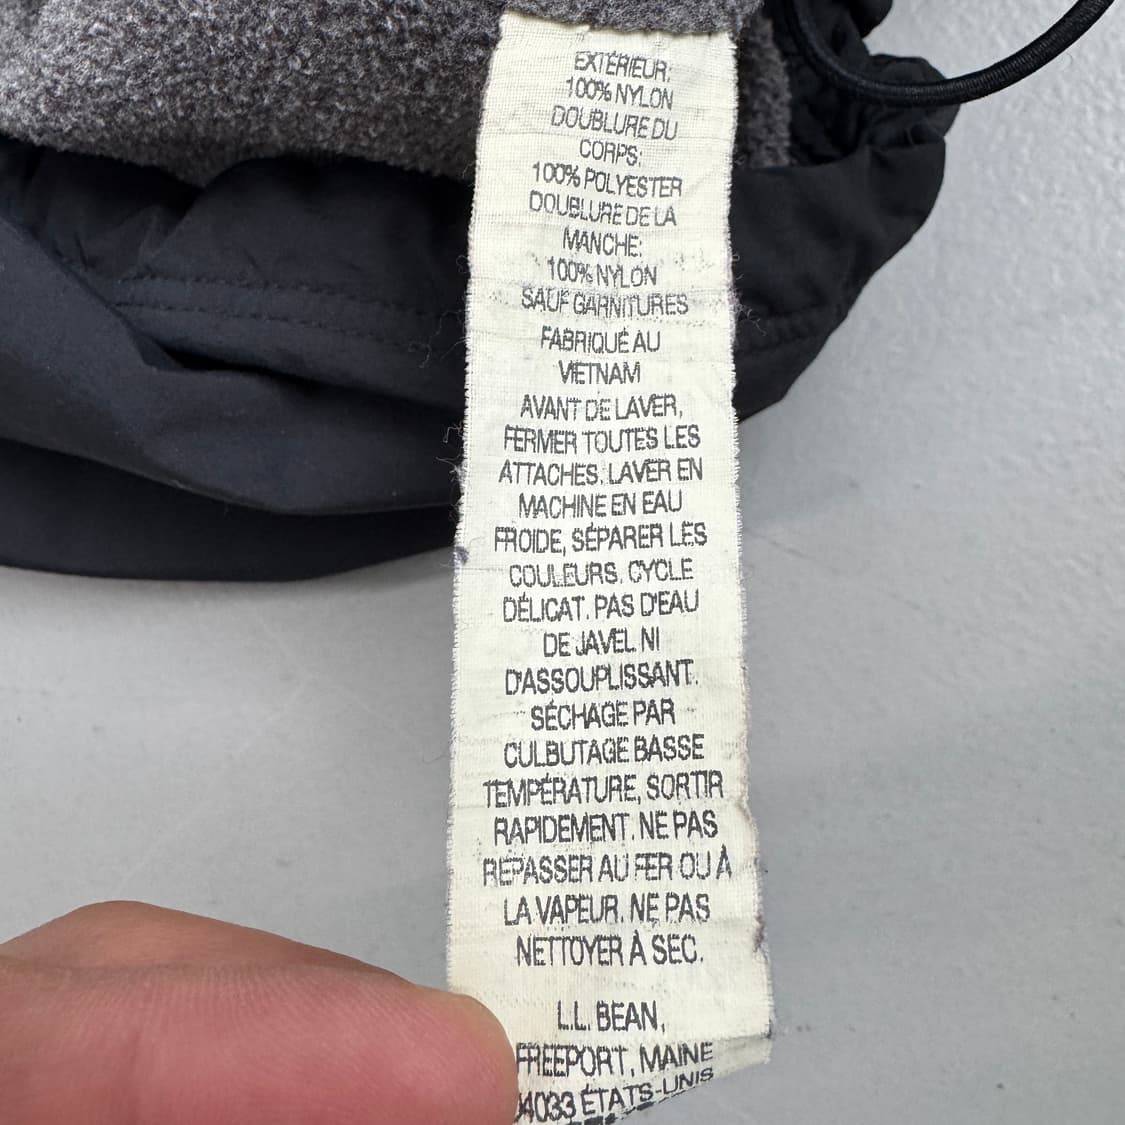 EXTÉRIEUR:
100% NYLON
DOUBLURE DU
CORPS:
100% POLYESTER
DOUBLURE DE LA
MANCHE:
100% NYLON
SAUF GARNITURES
FABRIQUÉ AU
VIETNAM
AVANT DE LAVER,
FERMER TOUTES LES
ATTACHES. LAVER EN
MACHINE EN EAU
FROIDE, SÉPARER LES
COULEURS. CYCLE
DÉLICAT. PAS D'EAU
DE JAVEL NI
D'ASSOUPLISSANT.
SÉCHAGE PAR
CULBUTAGE BASSE
TEMPÉRATURE, SORTIR
RAPIDEMENT. NE PAS
REPASSER AU FER OU À
LA VAPEUR. NE PAS
NETTOYER À SEC.
L.L. BEAN,
FREEPORT, MAINE
04033 ÉTATS-UNIS